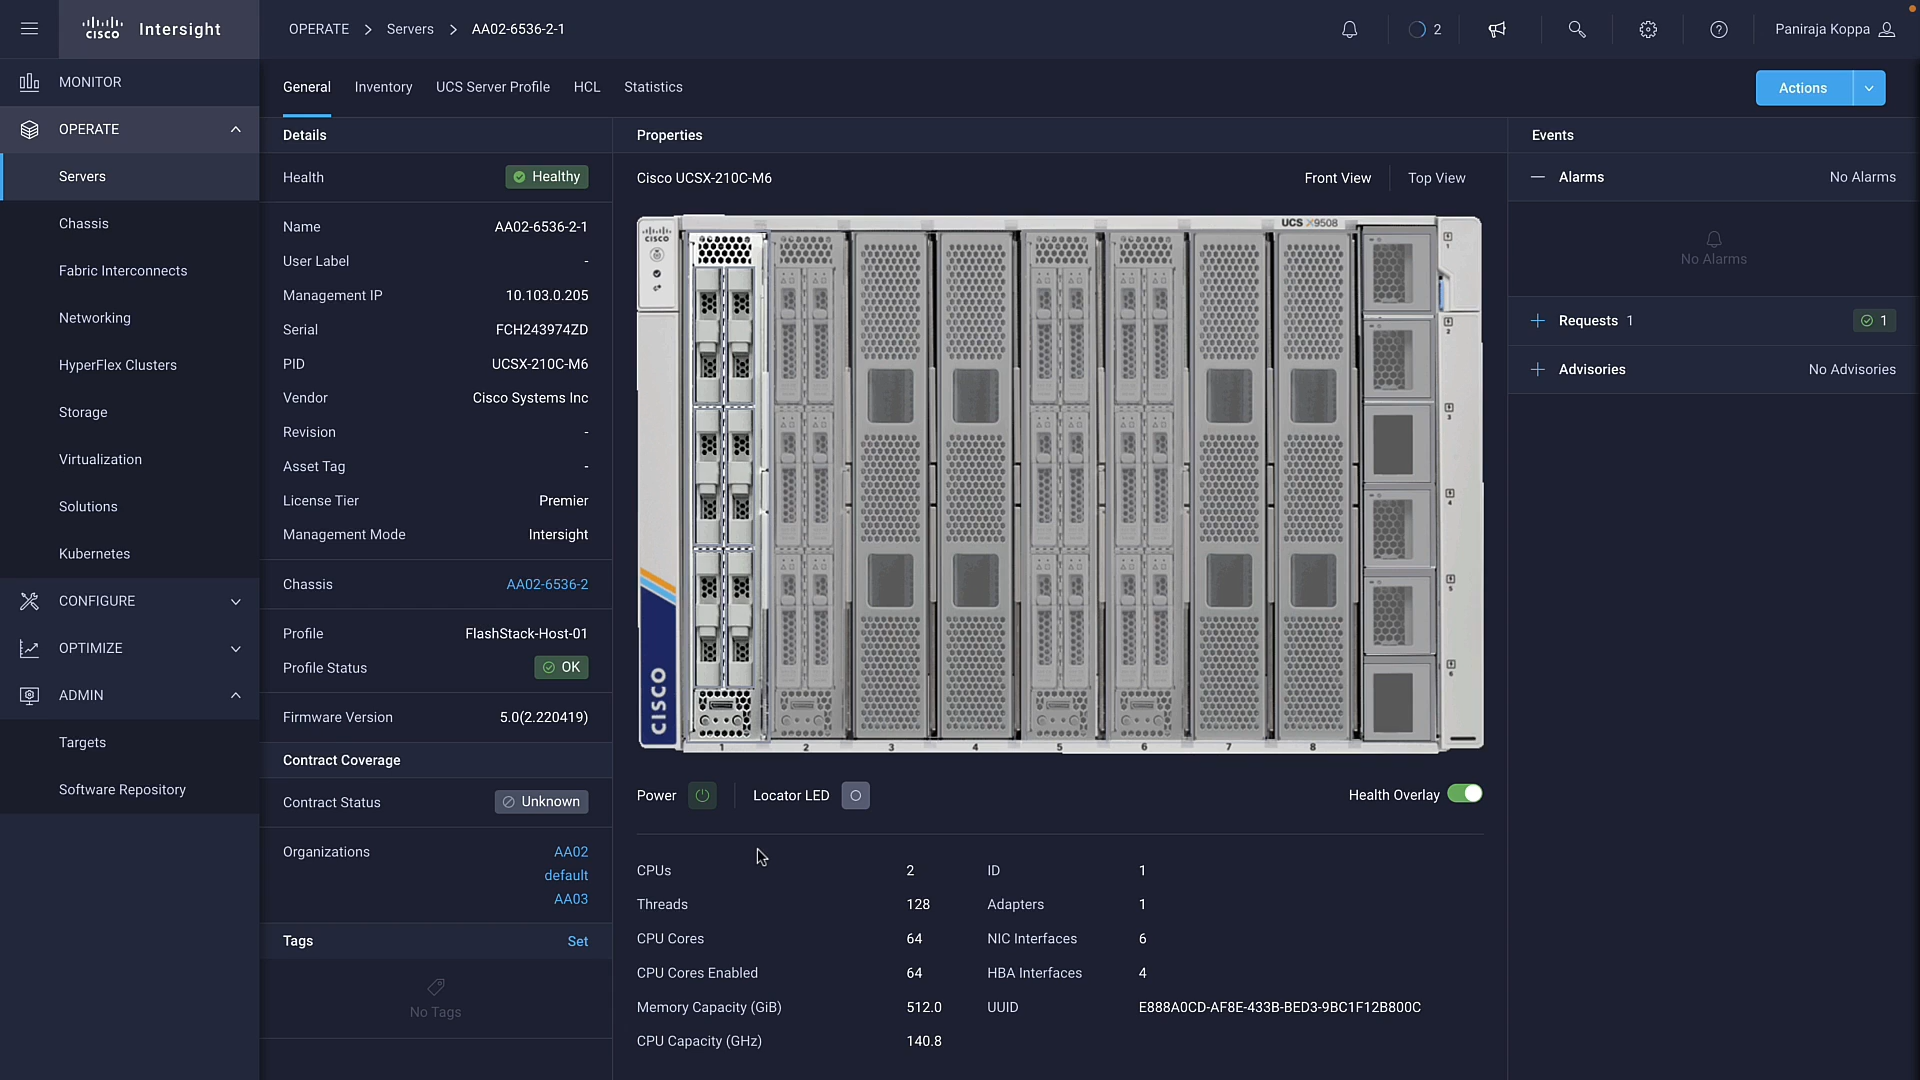 CISCO Intersight
OPERATE > Servers > AA02-6536-2-1
2
Paniraja Koppa
MONITOR
OPERATE
Servers
Chassis
Fabric Interconnects
Networking
HyperFlex Clusters
Storage
Virtualization
Solutions
Kubernetes
CONFIGURE
OPTIMIZE
ADMIN
Targets
Software Repository
General Inventory UCS Server Profile HCL Statistics
Actions
Details
Health Healthy
Name AA02-6536-2-1
User Label -
Management IP 10.103.0.205
Serial FCH243974ZD
PID UCSX-210C-M6
Vendor Cisco Systems Inc
Revision -
Asset Tag -
License Tier Premier
Management Mode Intersight
Chassis AA02-6536-2
Profile FlashStack-Host-01
Profile Status OK
Firmware Version 5.0(2.220419)
Contract Coverage
Contract Status Unknown
Organizations AA02
default
AA03
Tags Set
No Tags
Properties
Cisco UCSX-210C-M6 Front View Top View
UCS X9508
CISCO
1
2
3
4
5
6
CISCO
1 2 3 4 5 6 7 8
Power Locator LED Health Overlay
CPUs 2 ID 1
Threads 128 Adapters 1
CPU Cores 64 NIC Interfaces 6
CPU Cores Enabled 64 HBA Interfaces 4
Memory Capacity (GiB) 512.0 UUID E888A0CD-AF8E-433B-BED3-9BC1F12B800C
CPU Capacity (GHz) 140.8
Events
Alarms No Alarms
No Alarms
Requests 1 1
Advisories No Advisories